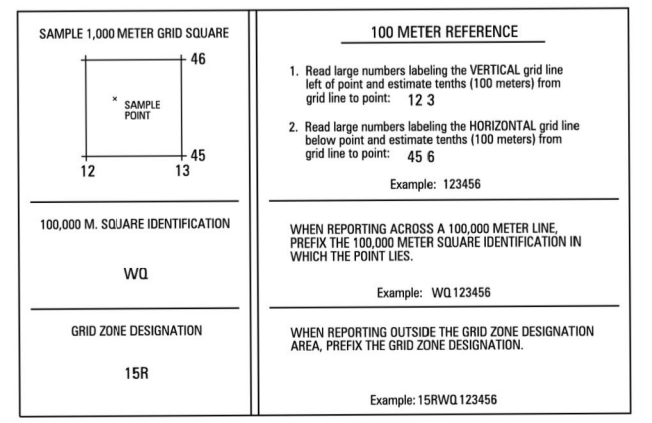 SAMPLE 1,000 METER GRID SQUARE
46
×
SAMPLE
POINT
45
12
13
100,000 M. SQUARE IDENTIFICATION
WQ
GRID ZONE DESIGNATION
15R
100 METER REFERENCE
1. Read large numbers labeling the VERTICAL grid line
left of point and estimate tenths (100 meters) from
grid line to point: 12 3
2. Read large numbers labeling the HORIZONTAL grid line
below point and estimate tenths (100 meters) from
grid line to point: 45 6
Example: 123456
WHEN REPORTING ACROSS A 100,000 METER LINE,
PREFIX THE 100,000 METER SQUARE IDENTIFICATION IN
WHICH THE POINT LIES.
Example: WQ 123456
WHEN REPORTING OUTSIDE THE GRID ZONE DESIGNATION
AREA, PREFIX THE GRID ZONE DESIGNATION.
Example: 15RWQ 123456